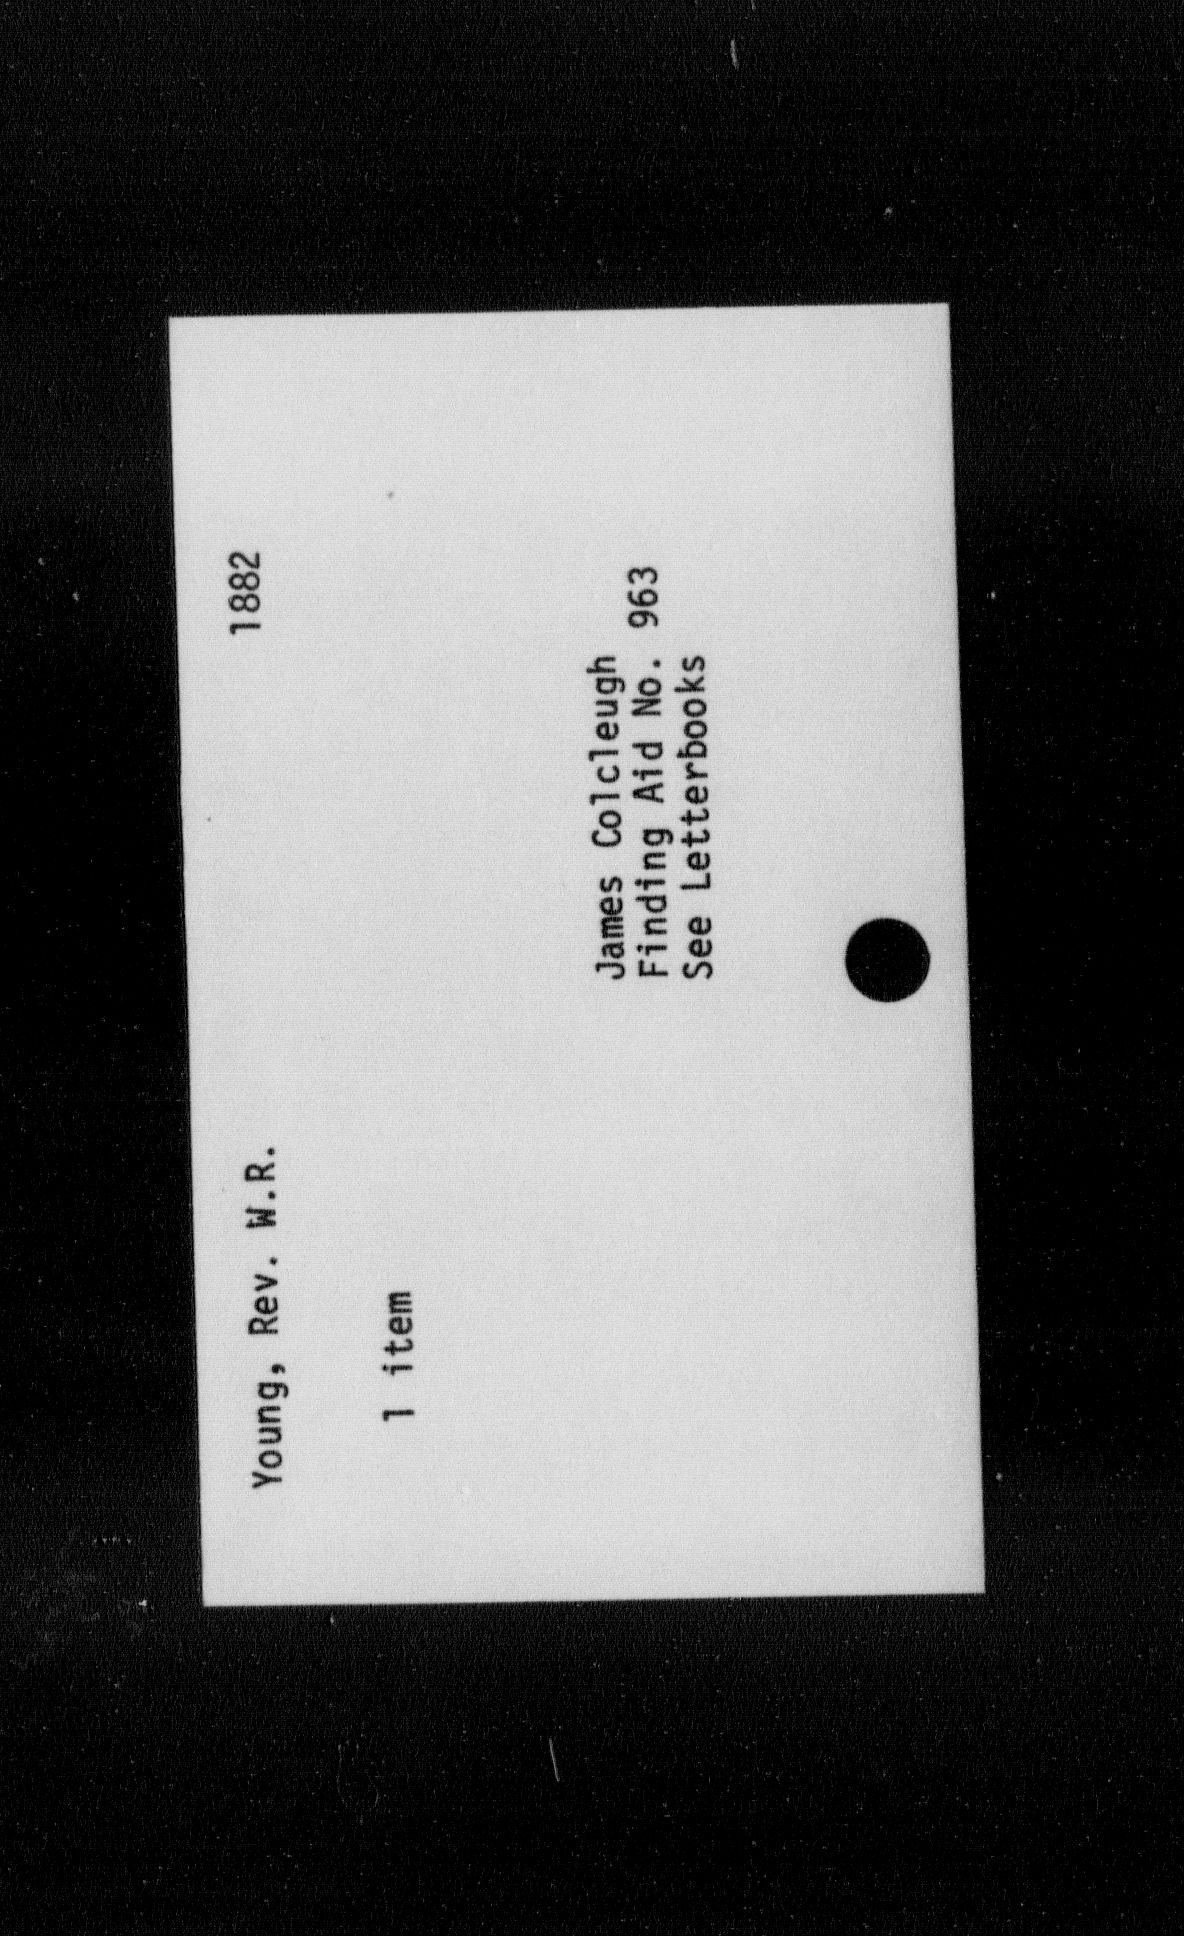 Young, Rev. W.R. 1882
1 item
James Colcleugh
Finding Aid No. 963
See Letterbooks